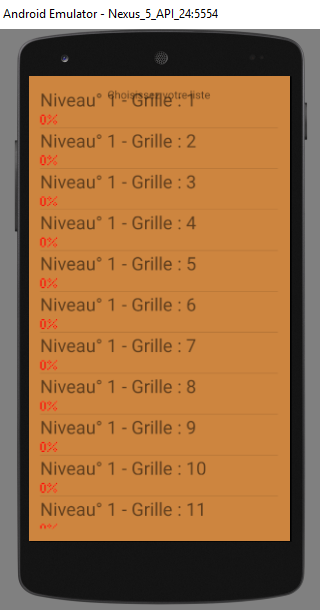 Android Emulator - Nexus_5_API_24:5554
Choisissez votre liste
Niveau° 1 - Grille : 1
0%
Niveau° 1 - Grille : 2
0%
Niveau° 1 - Grille : 3
0%
Niveau° 1 - Grille : 4
0%
Niveau° 1 - Grille : 5
0%
Niveau° 1 - Grille : 6
0%
Niveau° 1 - Grille : 7
0%
Niveau° 1 - Grille : 8
0%
Niveau° 1 - Grille : 9
0%
Niveau° 1 - Grille : 10
0%
Niveau° 1 - Grille : 11
0%